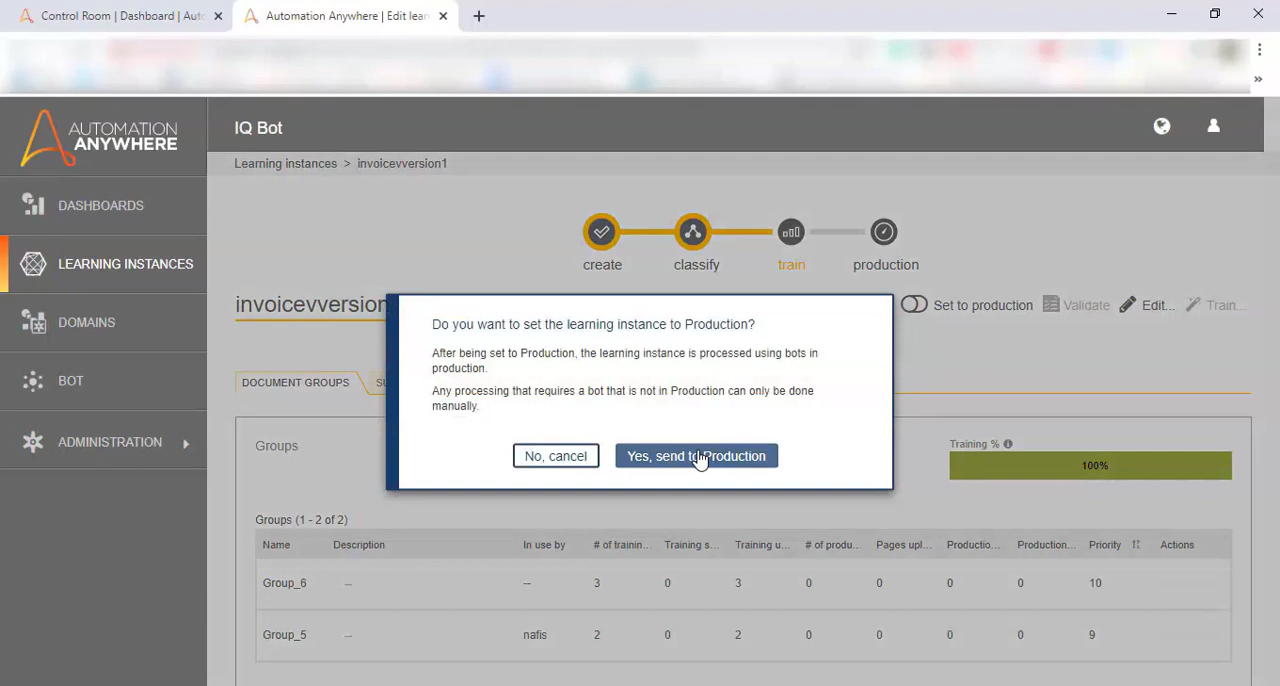 Control Room | Dashboard | Auto
Automation Anywhere | Edit lear
AUTOMATION
ANYWHERE
IQ Bot
Learning instances > invoicevversion1
DASHBOARDS
LEARNING INSTANCES
DOMAINS
BOT
ADMINISTRATION
create
classify
train
production
invoicevversion
Set to production
Validate
Edit...
Train...
Do you want to set the learning instance to Production?
After being set to Production, the learning instance is processed using bots in
production.
Any processing that requires a bot that is not in Production can only be done
manually.
No, cancel
Yes, send to Production
DOCUMENT GROUPS
SU
Groups
Training %
100%
Groups (1 - 2 of 2)
Name Description In use by # of trainin... Training s... Training u... # of produ... Pages upl... Productio... Production... Priority Actions
Group_6 -- -- 3 0 3 0 0 0 0 10
Group_5 -- nafis 2 0 2 0 0 0 0 9